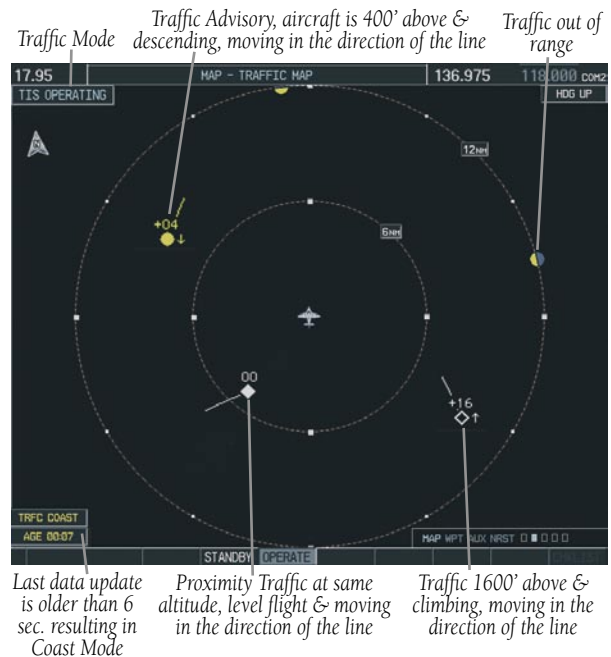 Traffic Advisory, aircraft is 400' above &
descending, moving in the direction of the line
Traffic Mode
Traffic out of
range
17.95
MAP - TRAFFIC MAP
136.975
118.000 COM2
TIS OPERATING
HDG UP
N
12NM
+04
↓
6NM
00
+16
↑
TRFC COAST
AGE 00:07
MAP WPT AUX NRST
STANDBY OPERATE
Last data update
is older than 6
sec. resulting in
Coast Mode
Proximity Traffic at same
altitude, level flight & moving
in the direction of the line
Traffic 1600' above &
climbing, moving in the
direction of the line